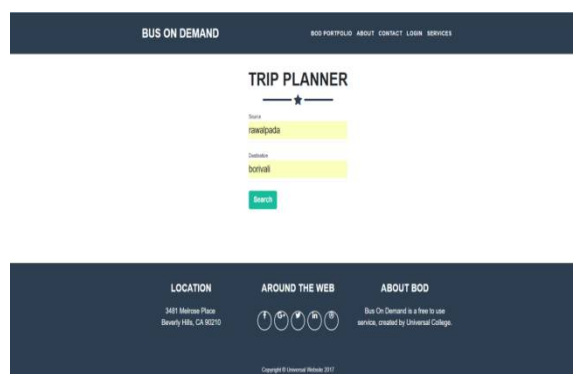 BUS ON DEMAND
BOD PORTFOLIO ABOUT CONTACT LOGIN SERVICES
TRIP PLANNER
Source
rawalpada
Destination
borivali
Search
LOCATION
3481 Melrose Place
Beverly Hills, CA 90210
AROUND THE WEB
ABOUT BOD
Bus On Demand is a free to use
service, created by Universal College.
Copyright © Universal Website 2017